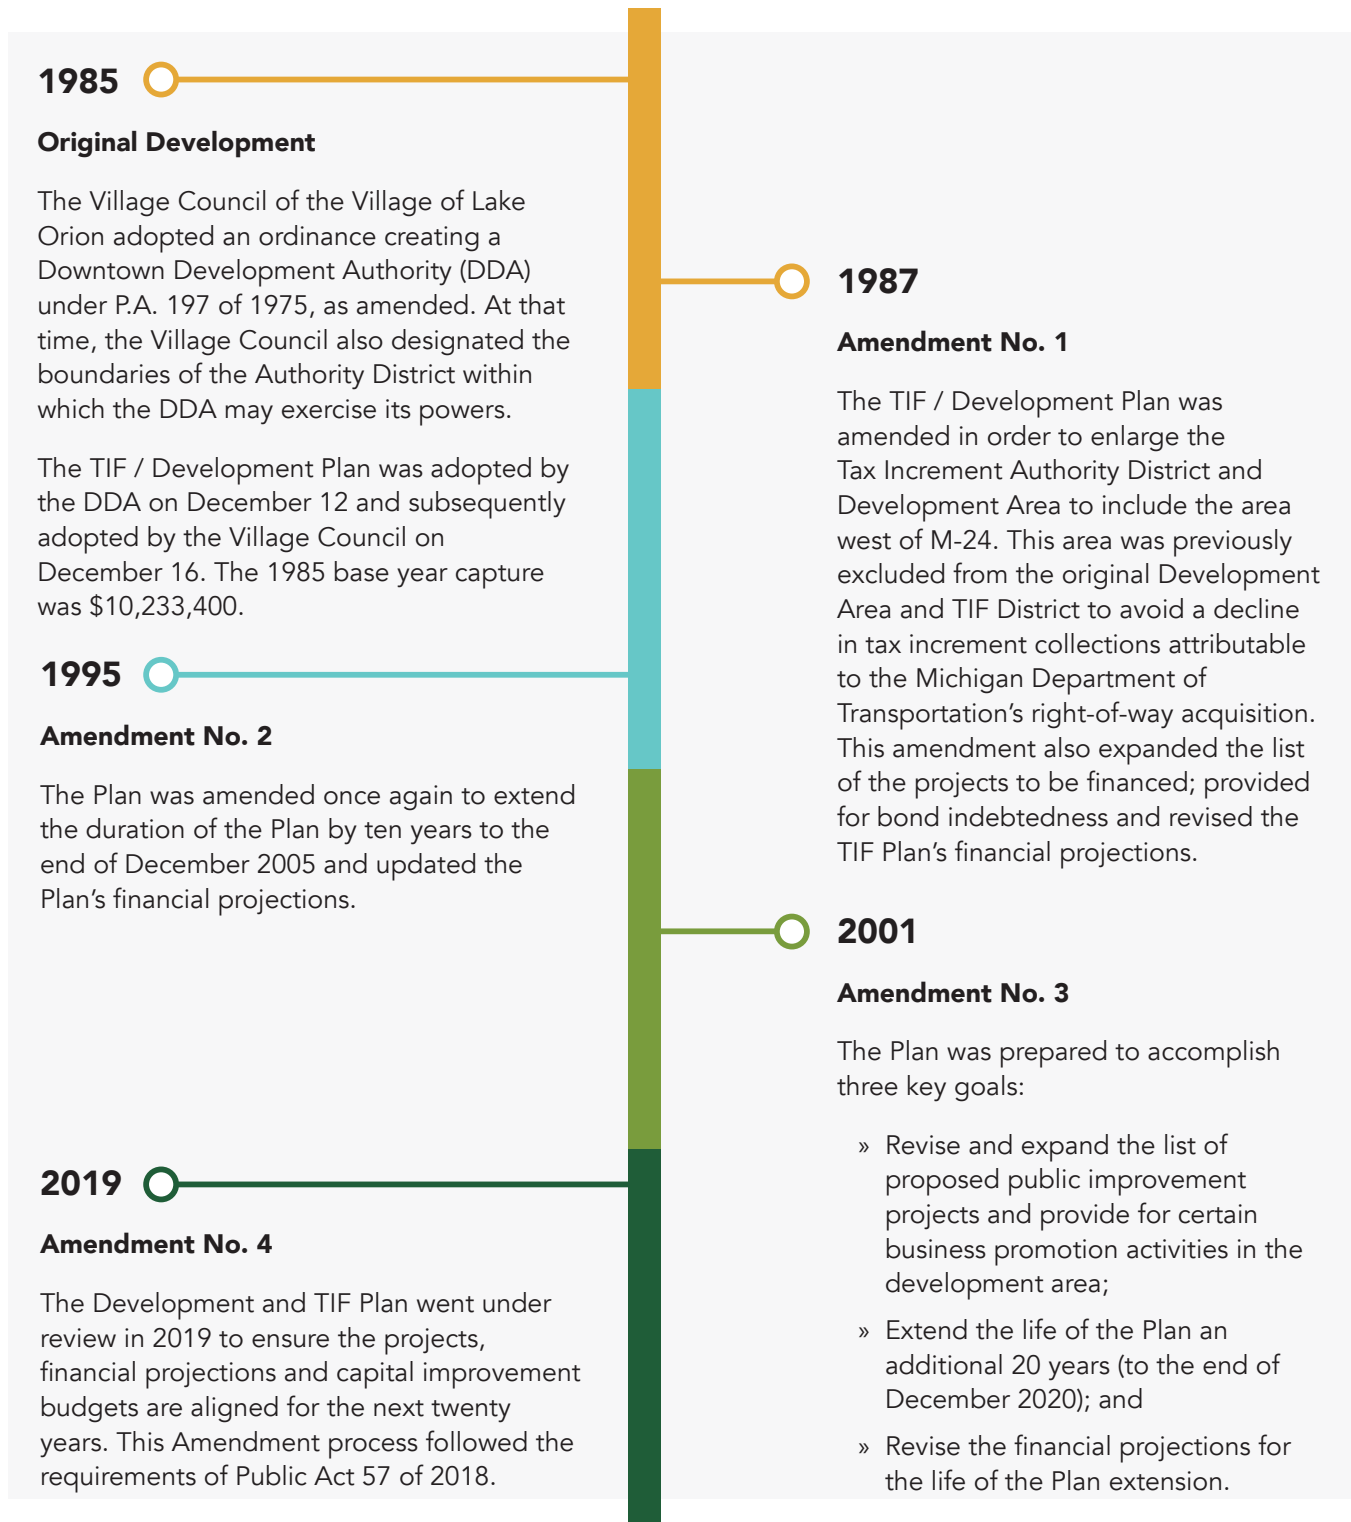 1985
Original Development
The Village Council of the Village of Lake
Orion adopted an ordinance creating a
Downtown Development Authority (DDA)
under P.A. 197 of 1975, as amended. At that
time, the Village Council also designated the
boundaries of the Authority District within
which the DDA may exercise its powers.
The TIF / Development Plan was adopted by
the DDA on December 12 and subsequently
adopted by the Village Council on
December 16. The 1985 base year capture
was $10,233,400.
1987
Amendment No. 1
The TIF / Development Plan was
amended in order to enlarge the
Tax Increment Authority District and
Development Area to include the area
west of M-24. This area was previously
excluded from the original Development
Area and TIF District to avoid a decline
in tax increment collections attributable
to the Michigan Department of
Transportation’s right-of-way acquisition.
This amendment also expanded the list
of the projects to be financed; provided
for bond indebtedness and revised the
TIF Plan’s financial projections.
1995
Amendment No. 2
The Plan was amended once again to extend
the duration of the Plan by ten years to the
end of December 2005 and updated the
Plan’s financial projections.
2001
Amendment No. 3
The Plan was prepared to accomplish
three key goals:
» Revise and expand the list of
proposed public improvement
projects and provide for certain
business promotion activities in the
development area;
» Extend the life of the Plan an
additional 20 years (to the end of
December 2020); and
» Revise the financial projections for
the life of the Plan extension.
2019
Amendment No. 4
The Development and TIF Plan went under
review in 2019 to ensure the projects,
financial projections and capital improvement
budgets are aligned for the next twenty
years. This Amendment process followed the
requirements of Public Act 57 of 2018.